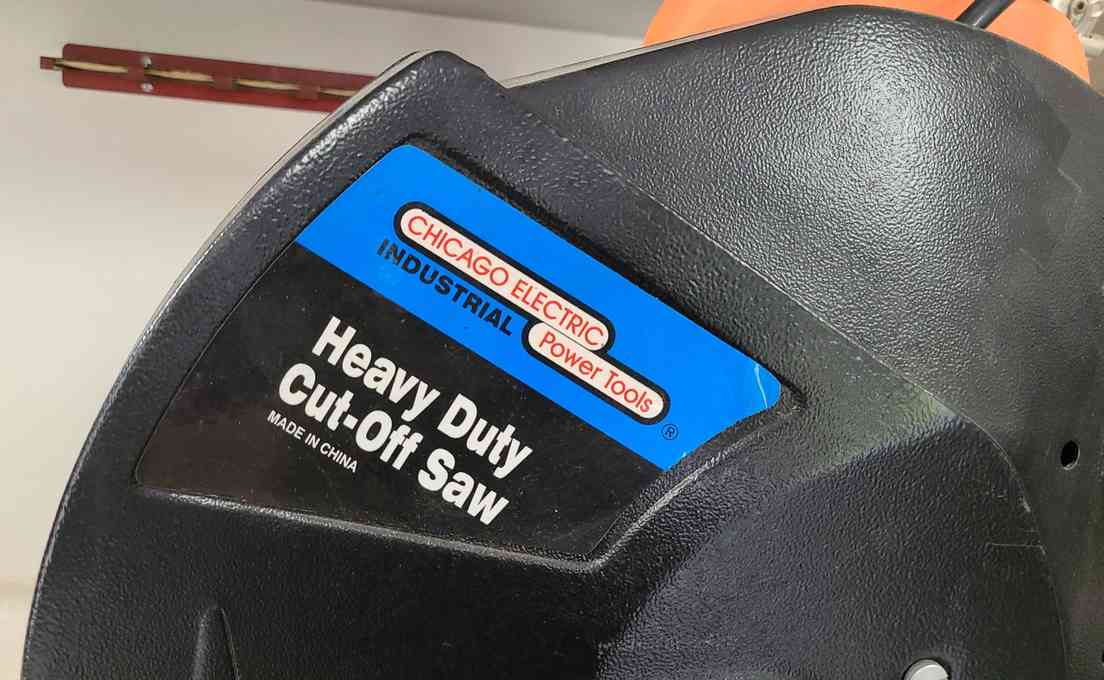 CHICAGO ELECTRIC
INDUSTRIAL Power Tools
®
Heavy Duty
Cut-Off Saw
MADE IN CHINA